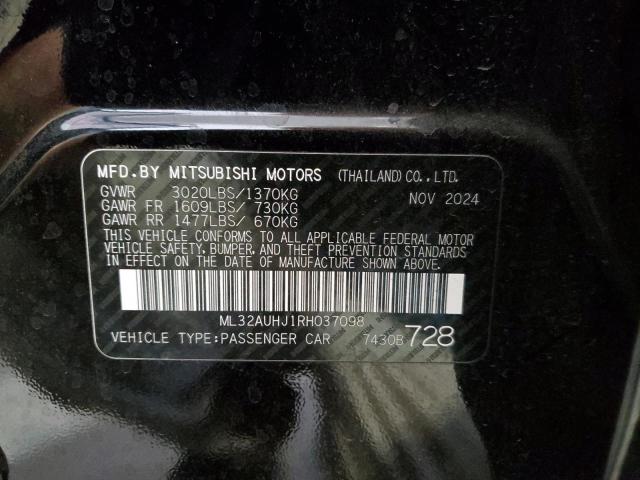 MFD.BY MITSUBISHI MOTORS (THAILAND)CO.,LTD.
GVWR 3020LBS/1370KG NOV 2024
GAWR FR 1609LBS/ 730KG
GAWR RR 1477LBS/ 670KG
THIS VEHICLE CONFORMS TO ALL APPLICABLE FEDERAL MOTOR
VEHICLE SAFETY, BUMPER, AND THEFT PREVENTION STANDARDS
IN EFFECT ON THE DATE OF MANUFACTURE SHOWN ABOVE.
ML32AUHJ1RH037098
VEHICLE TYPE:PASSENGER CAR 7430B 728